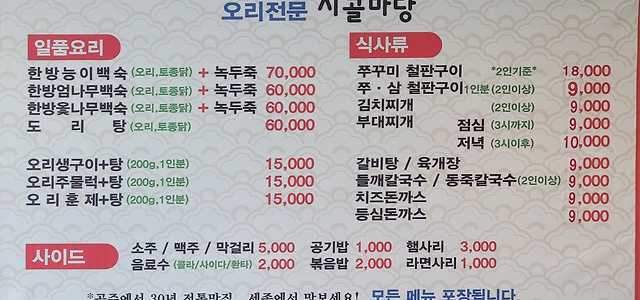 오리전문 시골마당
일품요리
한방능이백숙(오리,토종닭) + 녹두죽 70,000
한방엄나무백숙(오리,토종닭) + 녹두죽 60,000
한방옻나무백숙(오리,토종닭) + 녹두죽 60,000
도 리 탕 (오리,토종닭) 60,000
오리생구이+탕 (200g,1인분) 15,000
오리주물럭+탕 (200g,1인분) 15,000
오리훈제+탕 (200g,1인분) 15,000
식사류
쭈꾸미 철판구이 *2인기준* 18,000
쭈·삼 철판구이1인분(2인이상) 9,000
김치찌개 (2인이상) 9,000
부대찌개 점심 (3시까지) 9,000
저녁 (3시이후) 10,000
갈비탕 / 육개장 9,000
들깨칼국수 / 동죽칼국수(2인이상) 9,000
치즈돈까스 9,000
등심돈까스 9,000
사이드
소주 / 맥주 / 막걸리 5,000 공기밥 1,000 햄사리 3,000
음료수 (콜라/사이다/환타) 2,000 볶음밥 2,000 라면사리 1,000
*공주에서 30년 전통맛집 세종에서 맛보세요! 모든 메뉴 포장됩니다